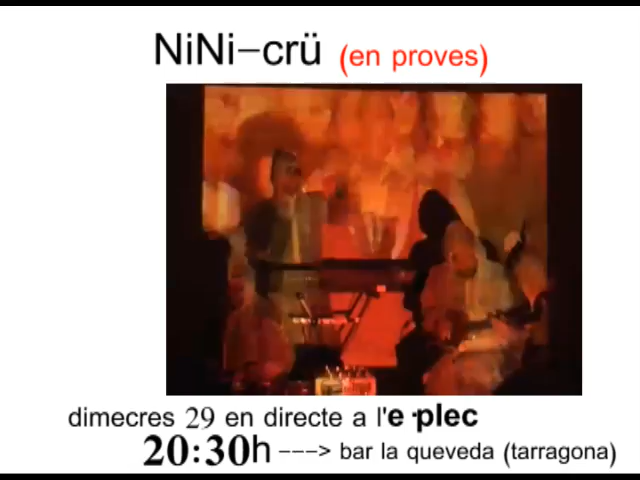 NiNi-crü (en proves)
dimecres 29 en directe a l'e·plec
20:30h ---> bar la queveda (tarragona)